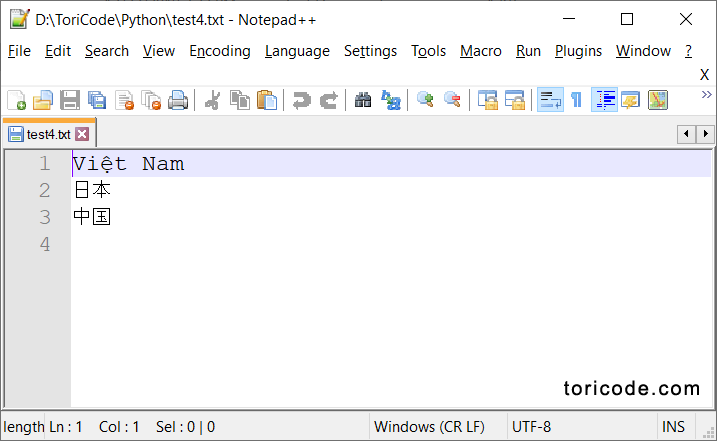 D:\ToriCode\Python\test4.txt - Notepad++
File Edit Search View Encoding Language Settings Tools Macro Run Plugins Window ?
X
test4.txt
1 Việt Nam
2 日本
3 中国
4
toricode.com
length Ln : 1 Col : 1 Sel : 0 | 0 Windows (CR LF) UTF-8 INS